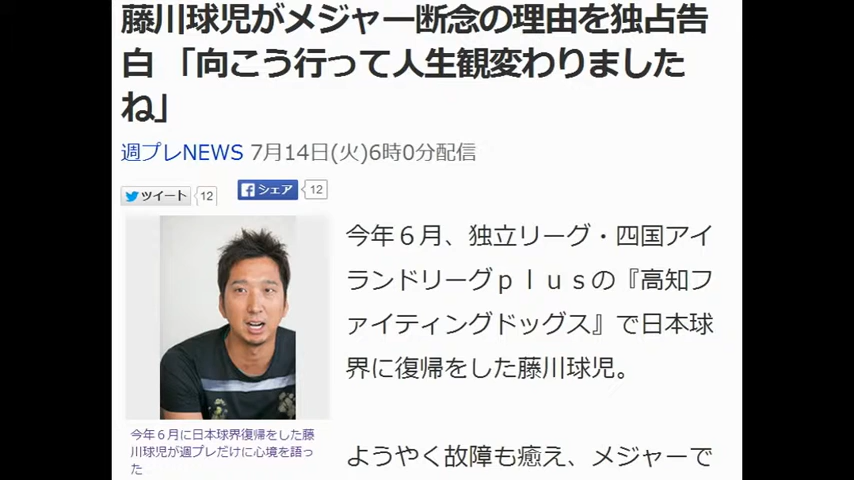 藤川球児がメジャー断念の理由を独占告
白 「向こう行って人生観変わりました
ね」
週プレNEWS 7月14日(火)6時0分配信
ツイート 12 シェア 12
今年６月、独立リーグ・四国アイ
ランドリーグｐｌｕｓの『高知フ
ァイティングドッグス』で日本球
界に復帰をした藤川球児。
今年６月に日本球界復帰をした藤
川球児が週プレだけに心境を語っ
た
ようやく故障も癒え、メジャーで